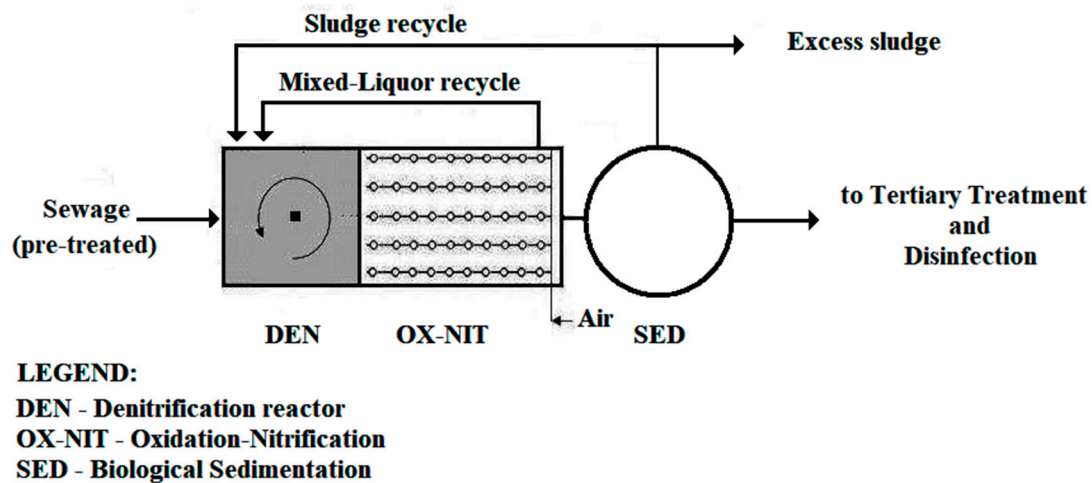 Sludge recycle
Excess sludge
Mixed-Liquor recycle
Sewage
(pre-treated)
to Tertiary Treatment
and
Disinfection
Air
DEN
OX-NIT
SED
LEGEND:
DEN - Denitrification reactor
OX-NIT - Oxidation-Nitrification
SED - Biological Sedimentation